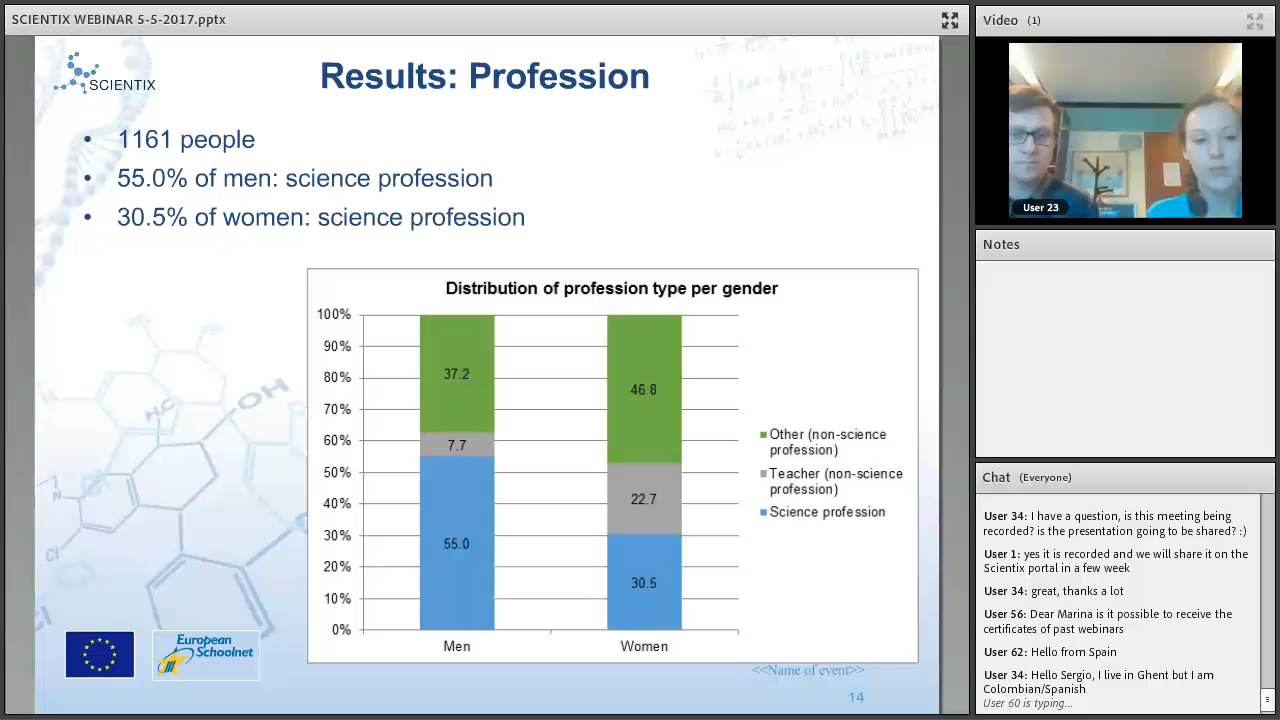 SCIENTIX WEBINAR 5-5-2017.pptx
SCIENTIX
Results: Profession
• 1161 people
• 55.0% of men: science profession
• 30.5% of women: science profession
Distribution of profession type per gender
100%
90%
80%
70%
60%
50%
40%
30%
20%
10%
0%
37.2
7.7
55.0
46.8
22.7
30.5
Men
Women
Other (non-science
profession)
Teacher (non-science
profession)
Science profession
OH
H₃C
N
Cl
European
Schoolnet
<<Name of event>>
14
Video (1)
User 23
Notes
Chat (Everyone)
User 34: I have a question, is this meeting being
recorded? is the presentation going to be shared? :)
User 1: yes it is recorded and we will share it on the
Scientix portal in a few week
User 34: great, thanks a lot
User 56: Dear Marina is it possible to receive the
certificates of past webinars
User 62: Hello from Spain
User 34: Hello Sergio, I live in Ghent but I am
Colombian/Spanish
User 60 is typing...